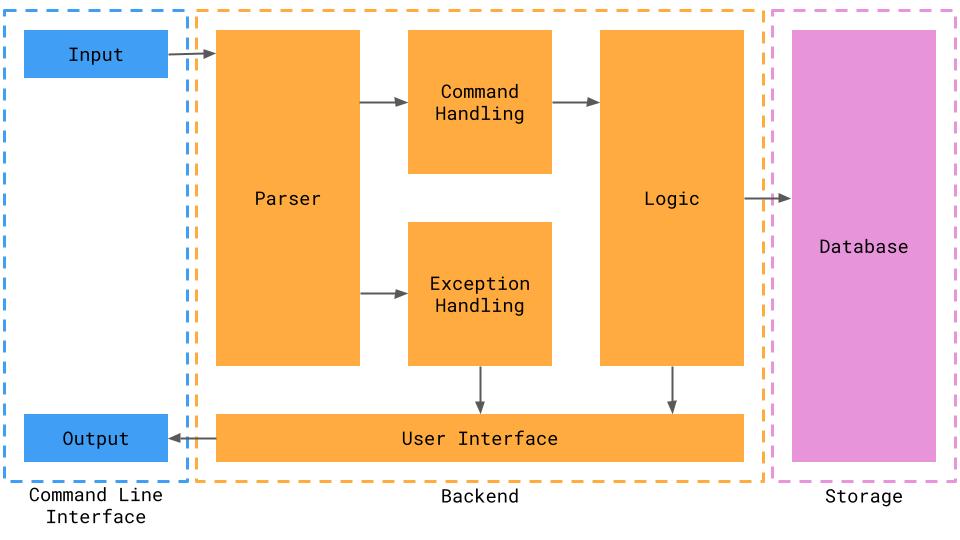 Input
Parser
Command
Handling
Exception
Handling
Logic
Database
Output
User Interface
Command Line
Interface
Backend
Storage